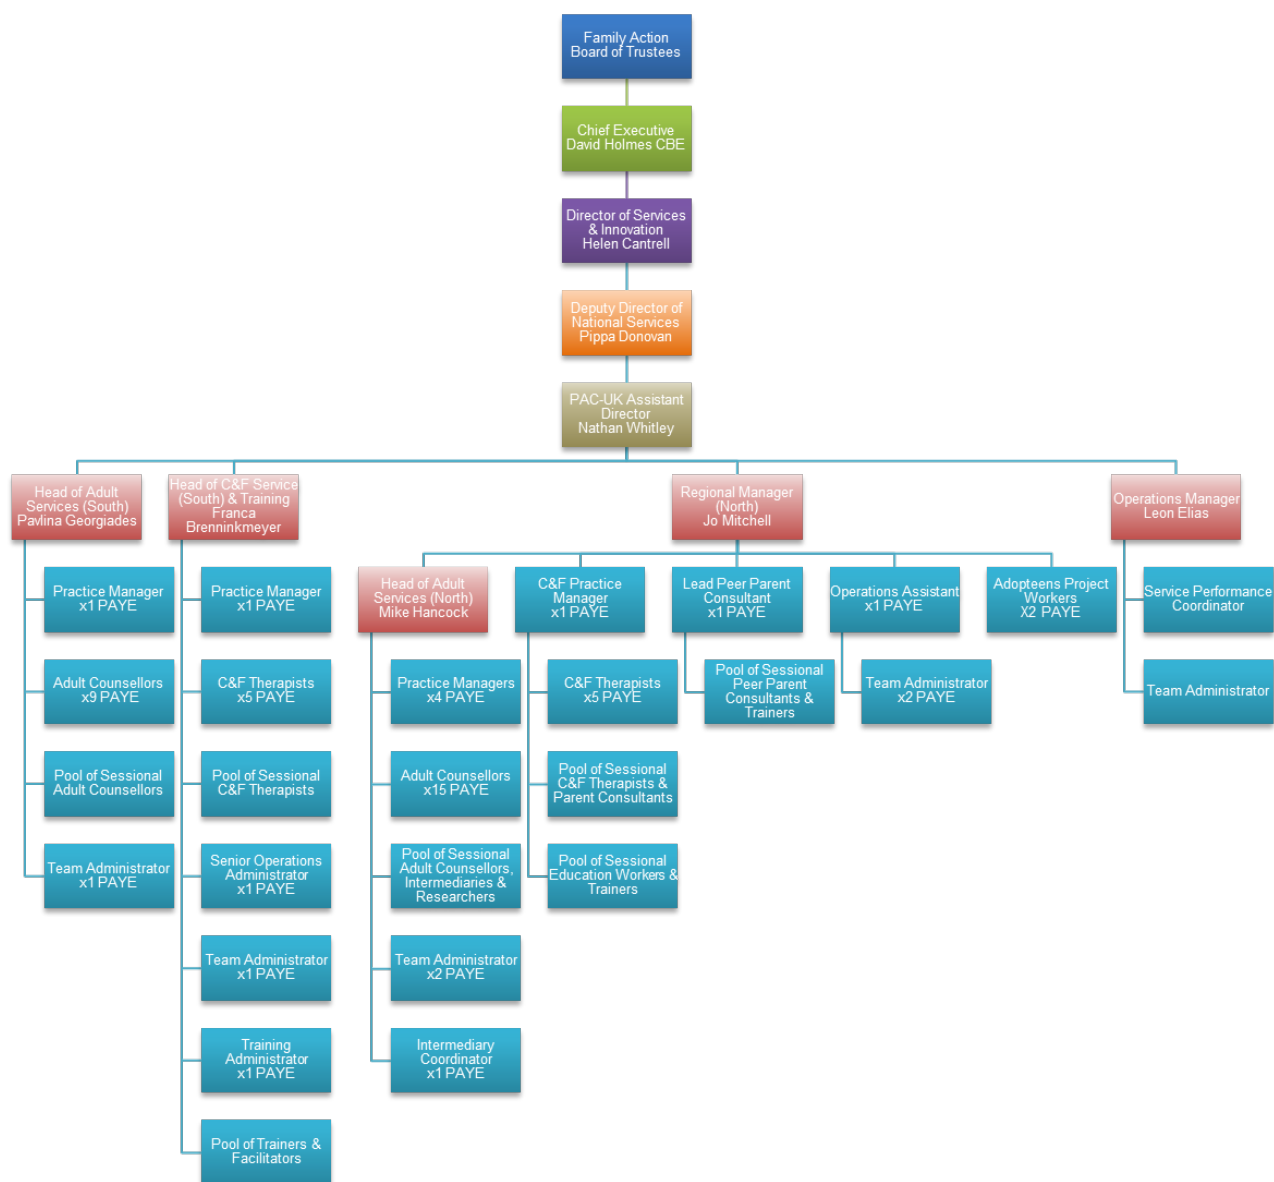 Family Action
Board of Trustees
Chief Executive
David Holmes CBE
Director of Services
& Innovation
Helen Cantrell
Deputy Director of
National Services
Pippa Donovan
PAC-UK Assistant
Director
Nathan Whitley
Head of Adult
Services (South)
Pavlina Georgiades
Head of C&F Service
(South) & Training
Franca
Brenninkmeyer
Regional Manager
(North)
Jo Mitchell
Operations Manager
Leon Elias
Practice Manager
x1 PAYE
Adult Counsellors
x9 PAYE
Pool of Sessional
Adult Counsellors
Team Administrator
x1 PAYE
Practice Manager
x1 PAYE
C&F Therapists
x5 PAYE
Pool of Sessional
C&F Therapists
Senior Operations
Administrator
x1 PAYE
Team Administrator
x1 PAYE
Training
Administrator
x1 PAYE
Pool of Trainers &
Facilitators
Head of Adult
Services (North)
Mike Hancock
Practice Managers
x4 PAYE
Adult Counsellors
x15 PAYE
Pool of Sessional
Adult Counsellors,
Intermediaries &
Researchers
Team Administrator
x2 PAYE
Intermediary
Coordinator
x1 PAYE
C&F Practice
Manager
x1 PAYE
C&F Therapists
x5 PAYE
Pool of Sessional
C&F Therapists &
Parent Consultants
Pool of Sessional
Education Workers &
Trainers
Lead Peer Parent
Consultant
x1 PAYE
Pool of Sessional
Peer Parent
Consultants &
Trainers
Operations Assistant
x1 PAYE
Team Administrator
x2 PAYE
Adopteens Project
Workers
X2 PAYE
Service Performance
Coordinator
Team Administrator